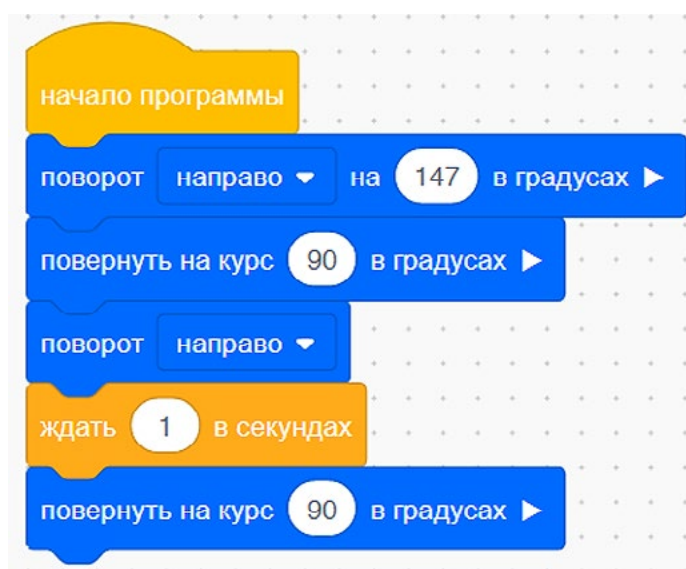 начало программы
поворот направо на 147 в градусах
повернуть на курс 90 в градусах
поворот направо
ждать 1 в секундах
повернуть на курс 90 в градусах